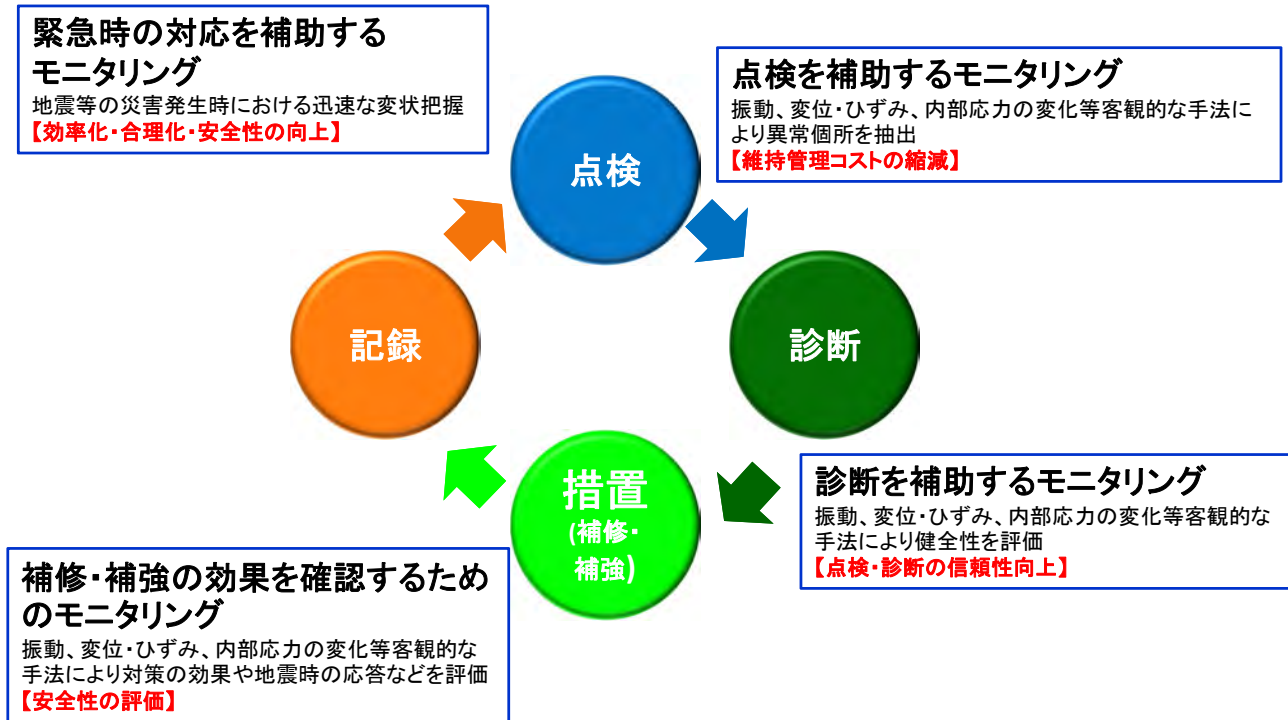 緊急時の対応を補助する
モニタリング
地震等の災害発生時における迅速な変状把握
【効率化・合理化・安全性の向上】
点検を補助するモニタリング
振動、変位・ひずみ、内部応力の変化等客観的な手法に
より異常個所を抽出
【維持管理コストの縮減】
点検
記録
診断
措置
(補修・
補強)
診断を補助するモニタリング
振動、変位・ひずみ、内部応力の変化等客観的な
手法により健全性を評価
【点検・診断の信頼性向上】
補修・補強の効果を確認するため
のモニタリング
振動、変位・ひずみ、内部応力の変化等客観的な
手法により対策の効果や地震時の応答などを評価
【安全性の評価】